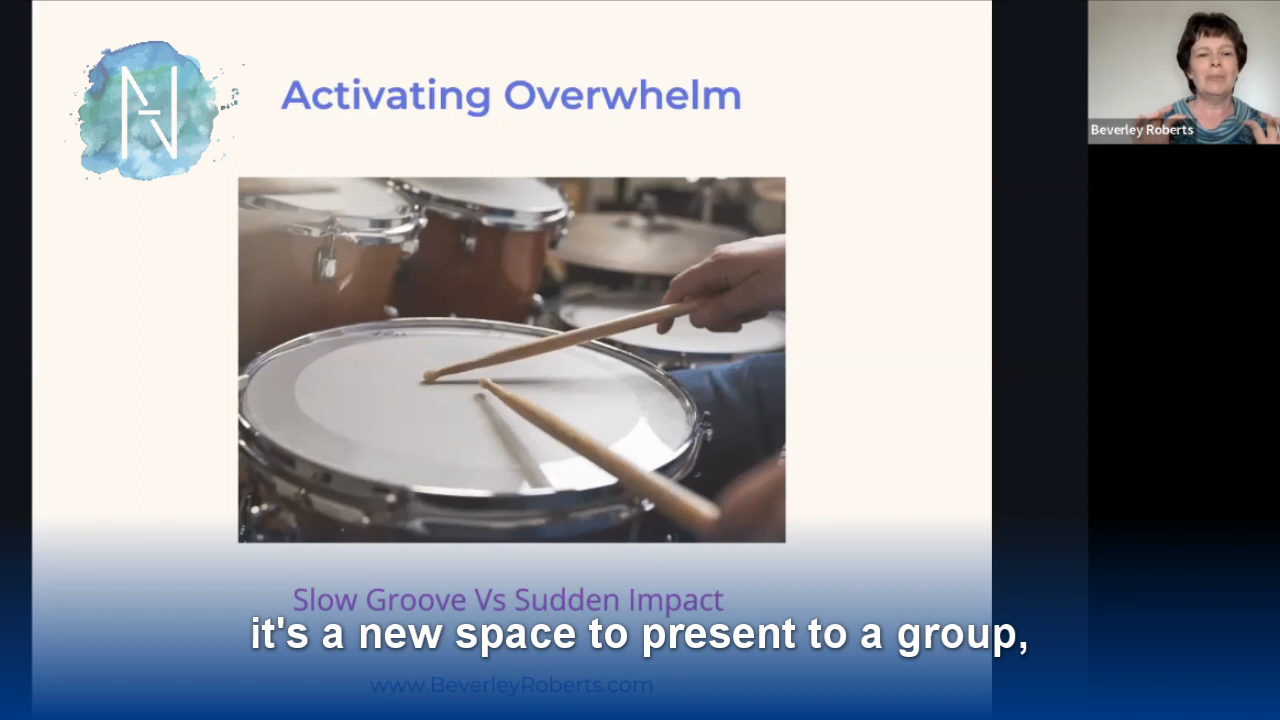 Activating Overwhelm
Beverley Roberts
Slow Groove Vs Sudden Impact
it's a new space to present to a group,
www.BeverleyRoberts.com